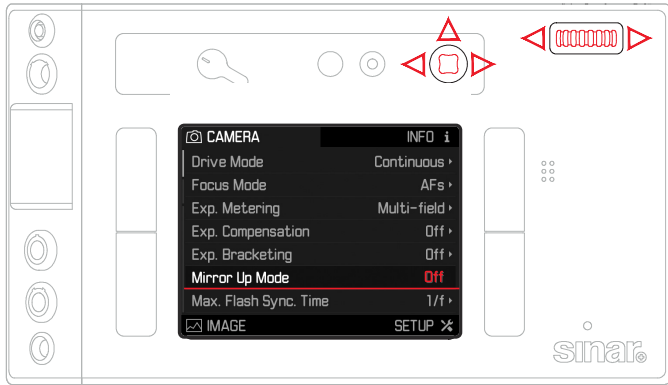 CAMERA INFO i
Drive Mode Continuous
Focus Mode AFs
Exp. Metering Multi-field
Exp. Compensation Off
Exp. Bracketing Off
Mirror Up Mode Off
Max. Flash Sync. Time 1/f
IMAGE SETUP
sınar